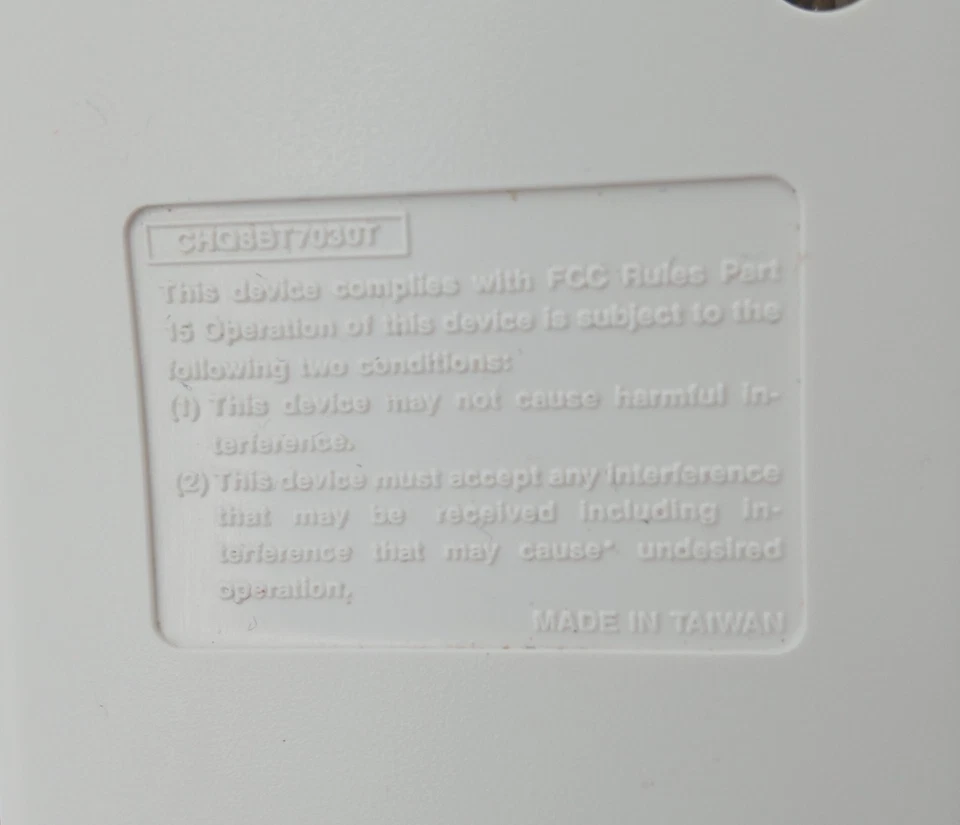 CHQ8BT7030T
This device complies with FCC Rules Part
15 Operation of this device is subject to the
following two conditions:
(1) This device may not cause harmful in-
terference.
(2) This device must accept any interference
that may be received including in-
terference that may cause* undesired
operation.
MADE IN TAIWAN